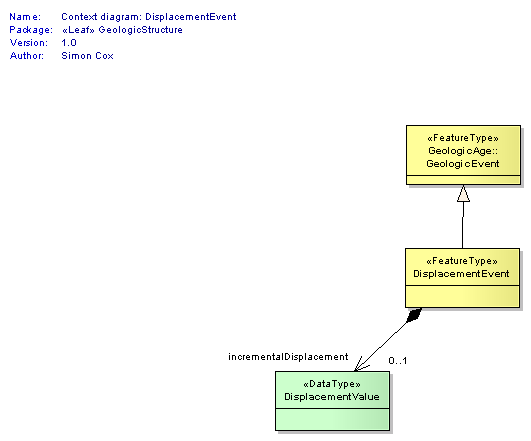 Name: Context diagram: DisplacementEvent
Package: «Leaf» GeologicStructure
Version: 1.0
Author: Simon Cox
«FeatureType»
GeologicAge::
GeologicEvent
«FeatureType»
DisplacementEvent
incrementalDisplacement
0..1
«DataType»
DisplacementValue